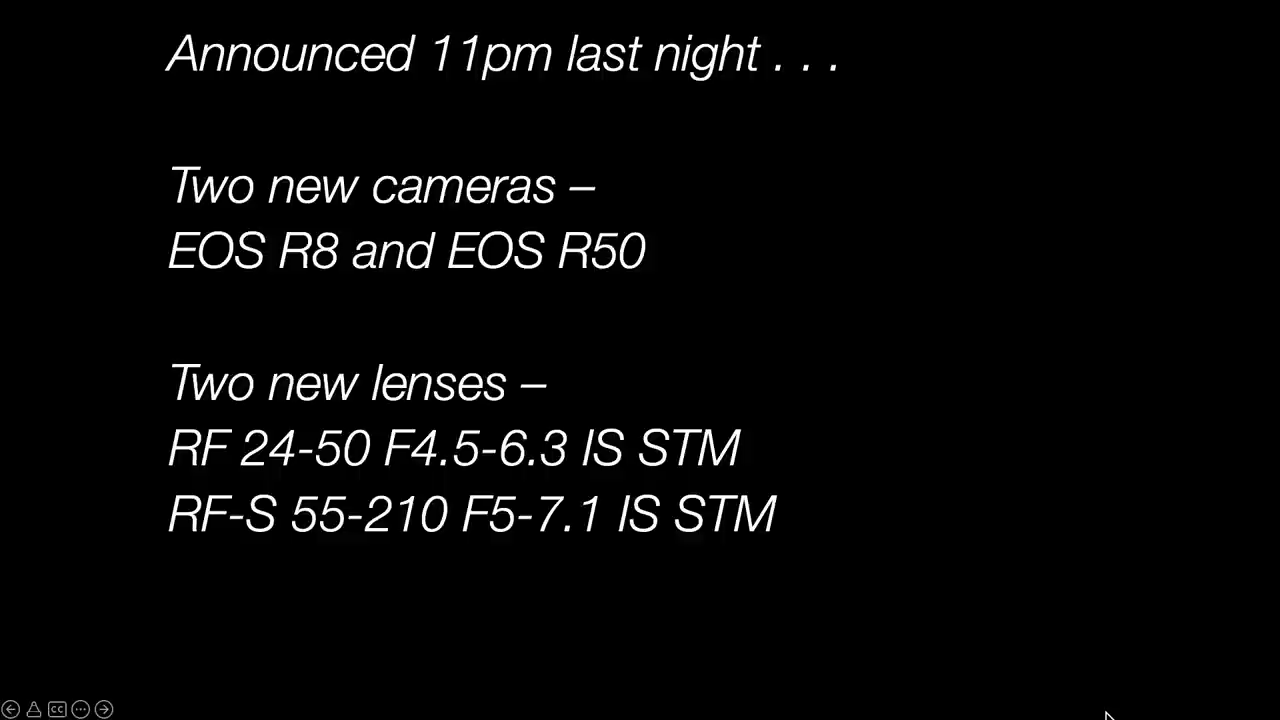 Announced 11pm last night . . .
Two new cameras –
EOS R8 and EOS R50
Two new lenses –
RF 24-50 F4.5-6.3 IS STM
RF-S 55-210 F5-7.1 IS STM
CC